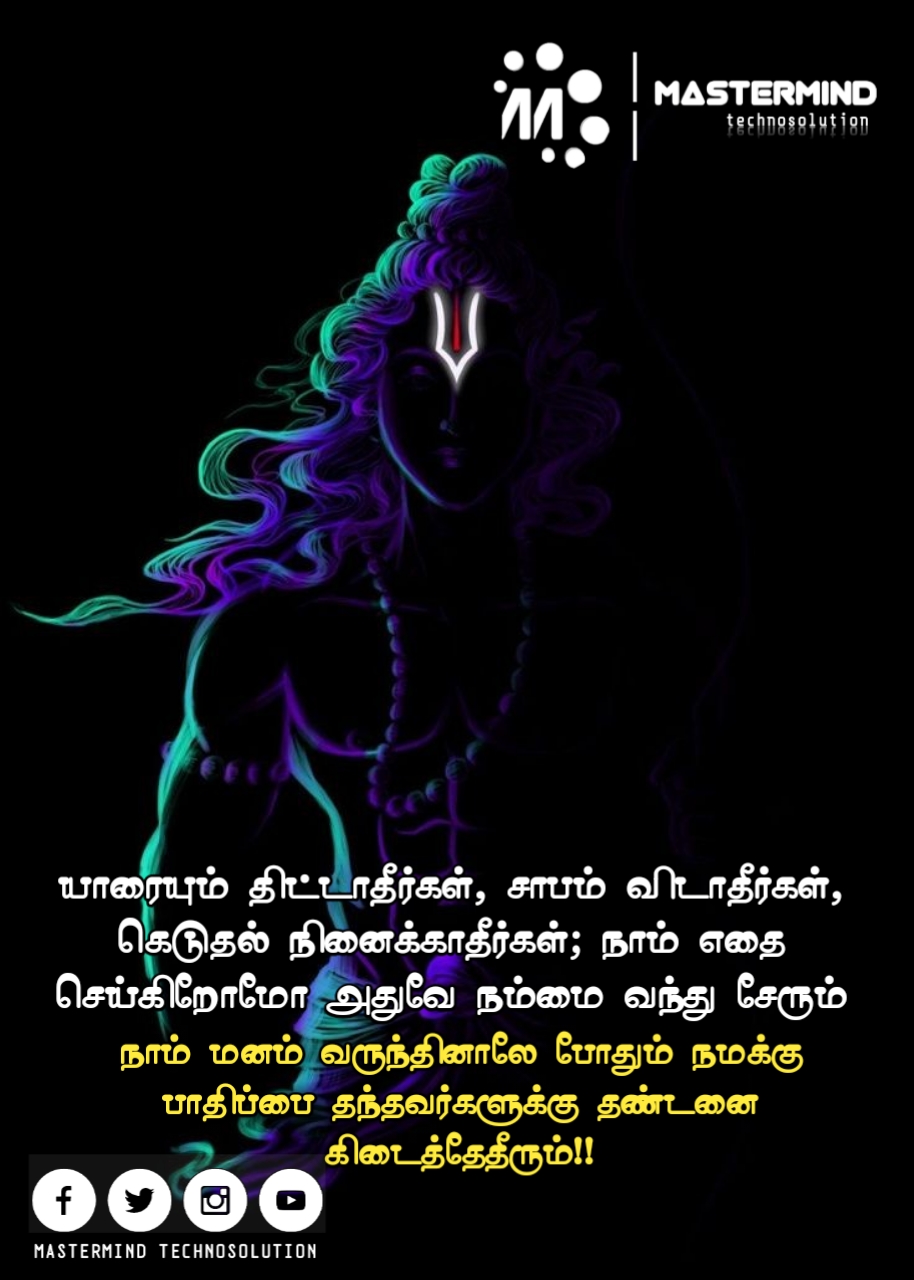 MASTERMIND
technosolution
யாரையும் திட்டாதீர்கள், சாபம் விடாதீர்கள்,
கெடுதல் நினைக்காதீர்கள்; நாம் எதை
செய்கிறோமோ அதுவே நம்மை வந்து சேரும்
நாம் மனம் வருந்தினாலே போதும் நமக்கு
பாதிப்பை தந்தவர்களுக்கு தண்டனை
கிடைத்தேதீரும்!!
MASTERMIND TECHNOSOLUTION